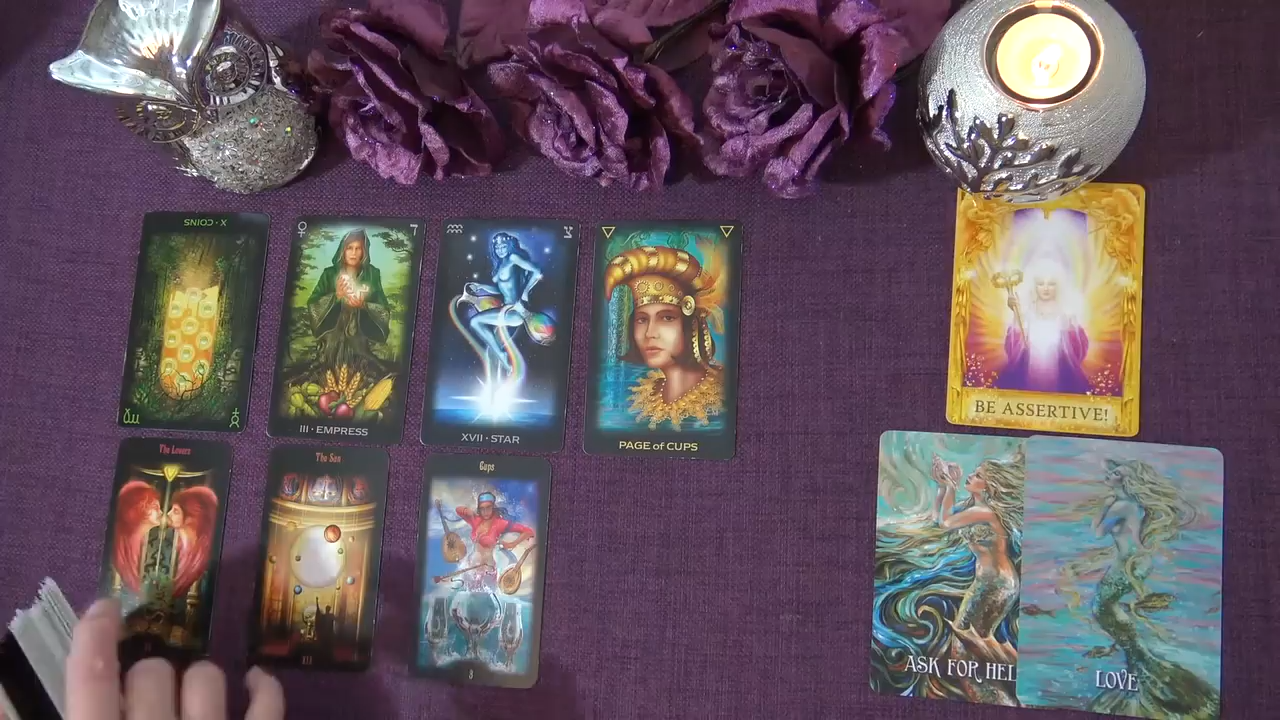 X · COINS
III · EMPRESS
XVII · STAR
PAGE of CUPS
BE ASSERTIVE!
The Lovers
The Sun
Cups
3
ASK FOR HEL
LOVE